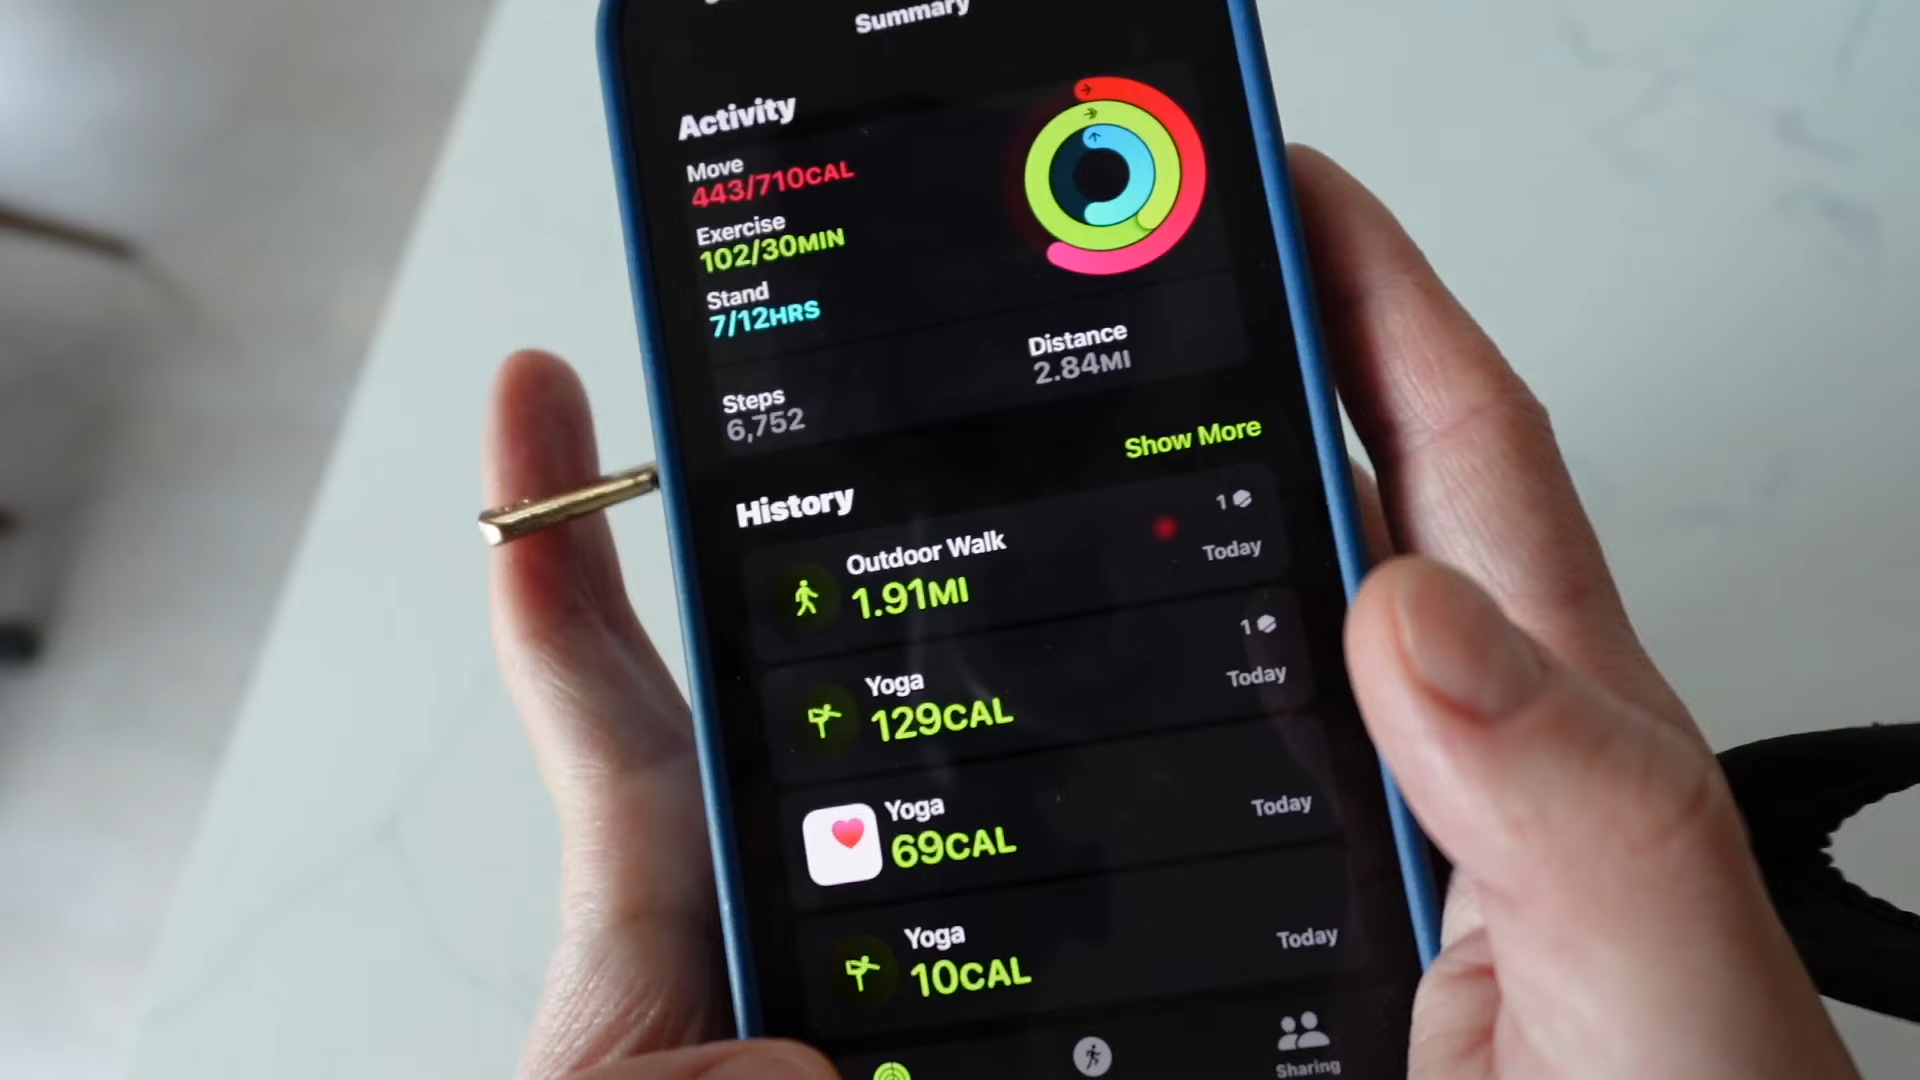 Summary
Activity
Move
443/710CAL
Exercise
102/30MIN
Stand
7/12HRS
Steps
6,752
Distance
2.84MI
History
Show More
Outdoor Walk
1.91MI
1
Today
Yoga
129CAL
1
Today
Yoga
69CAL
Today
Yoga
10CAL
Today
Sharing